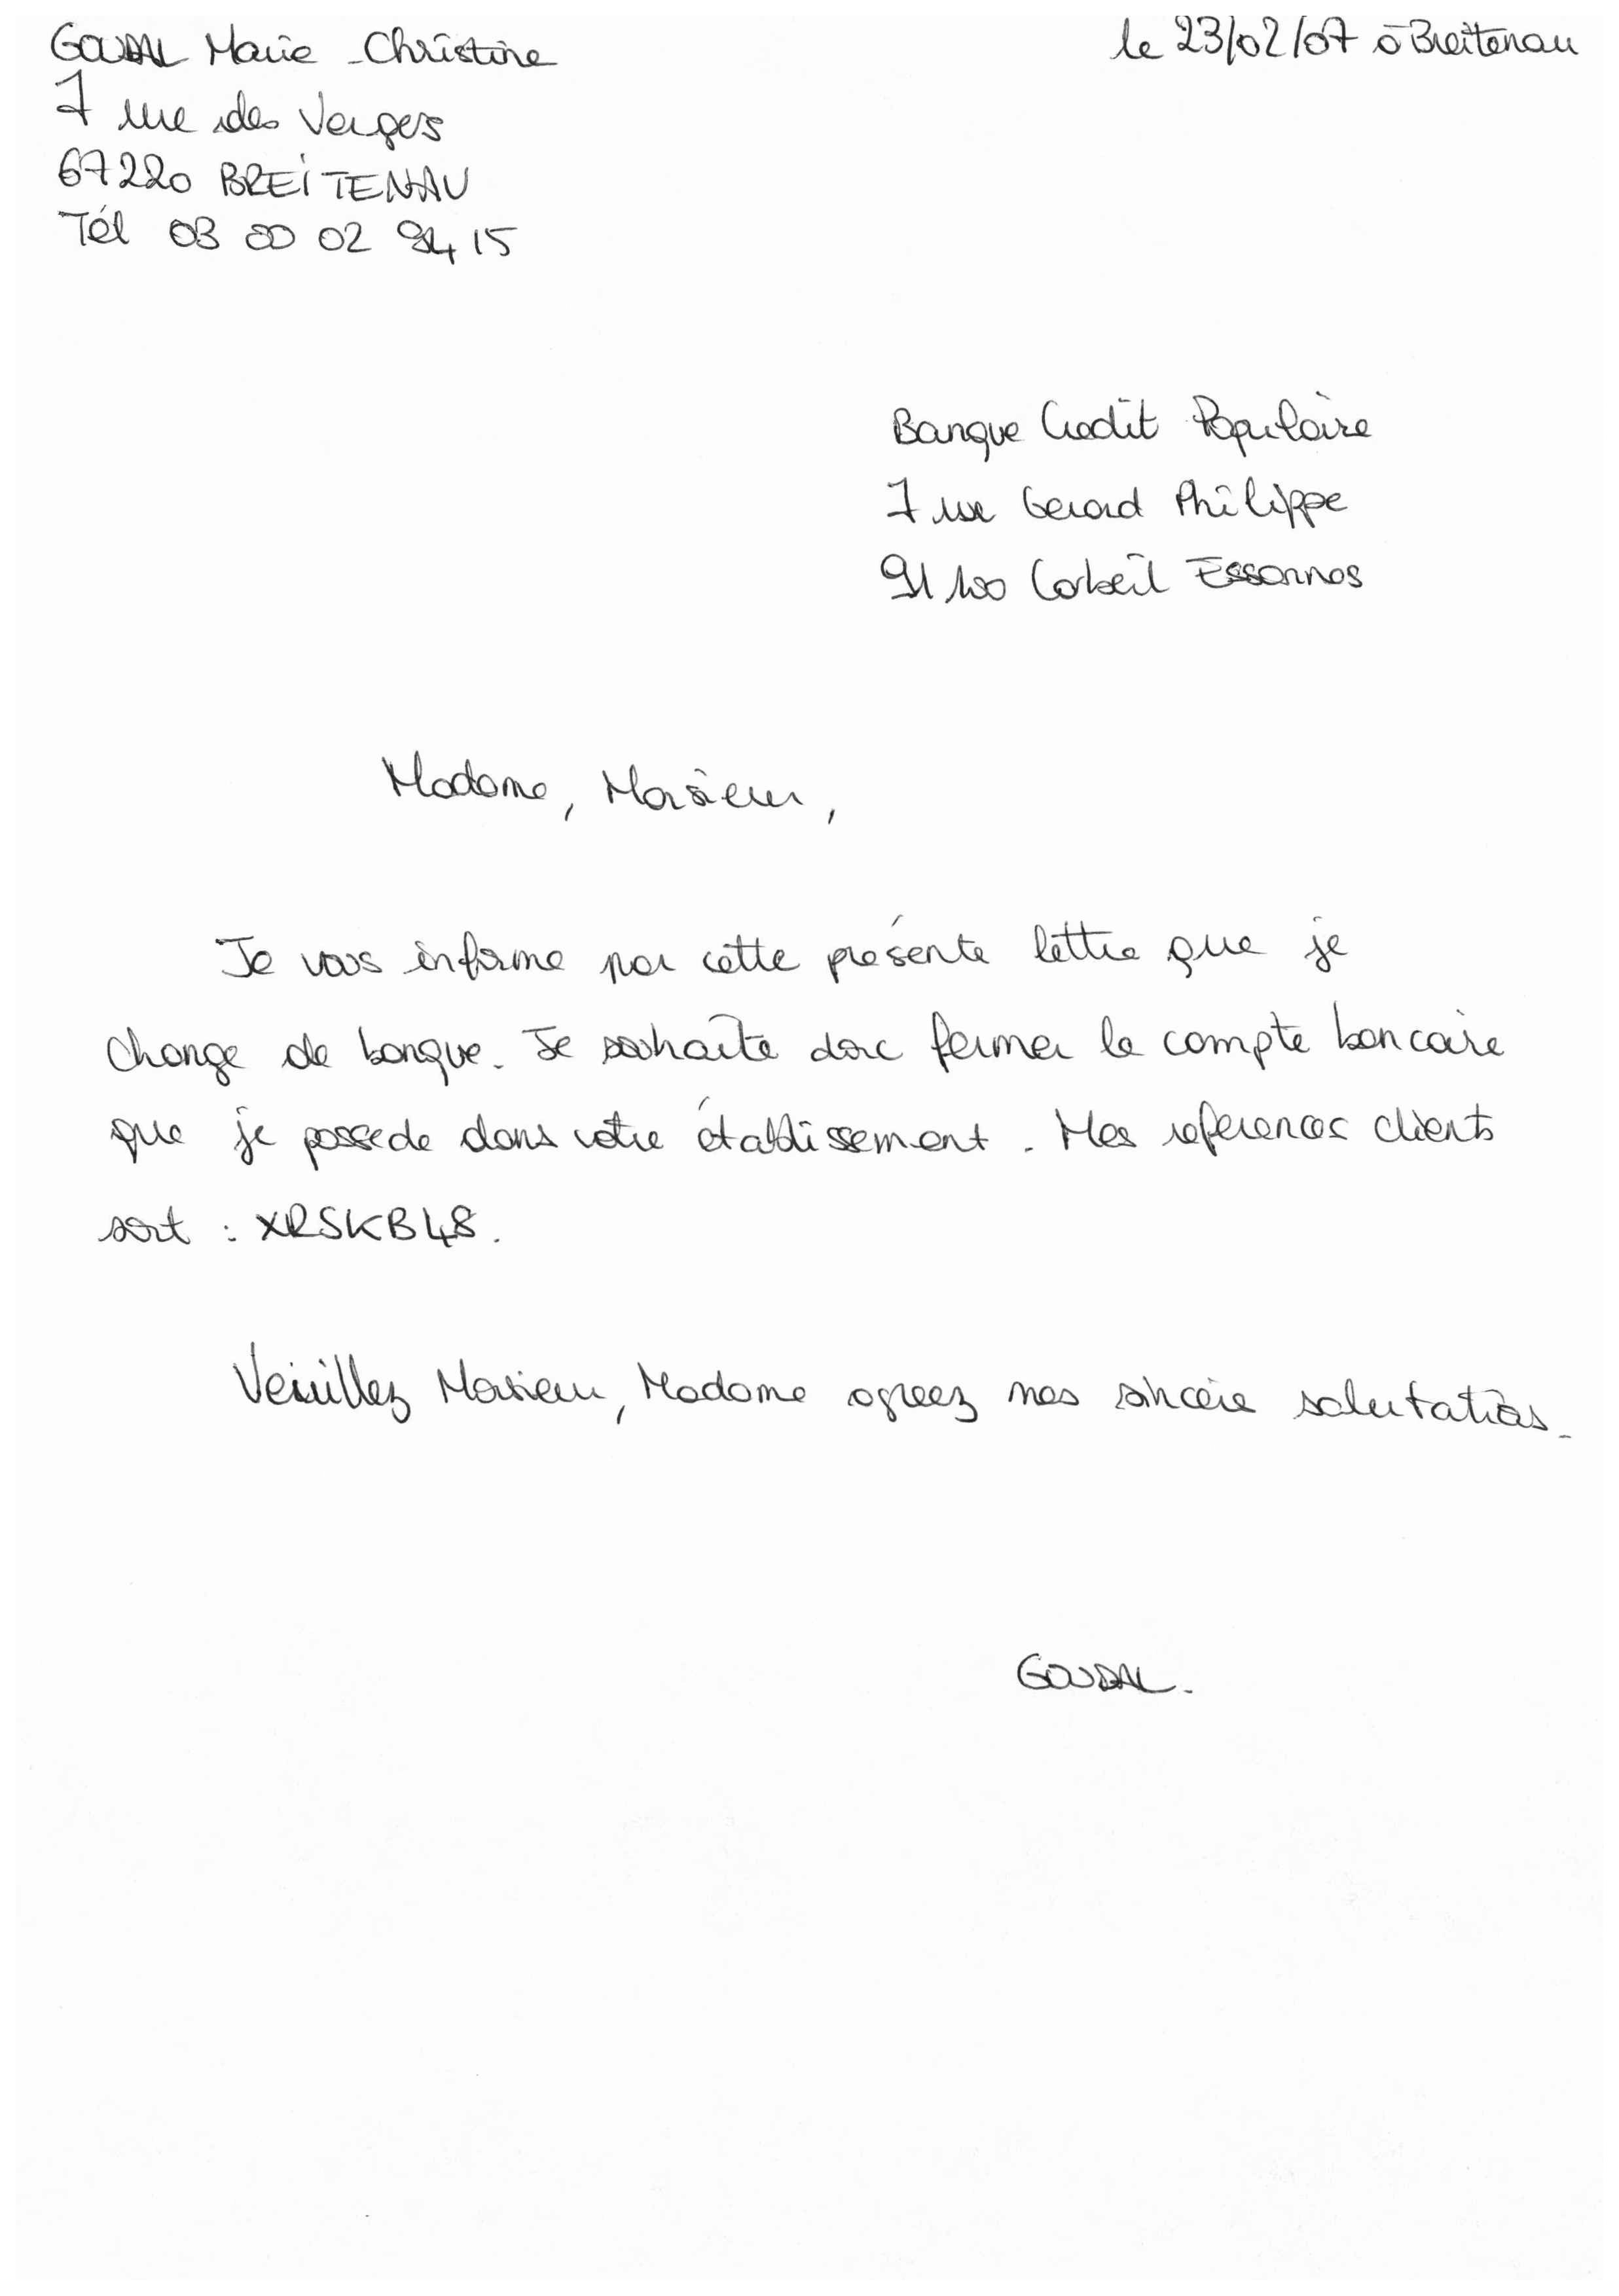 GOUDAL Marie-Christine
le 23/02/07 à Breitenau
7 rue des Vergers
67220 BREITENAU
Tél 03 80 02 94 15
Banque Credit Populaire
7 rue Gerard Philippe
91100 Corbeil Essonnes
Madame, Monsieur,
Je vous informe par cette présente lettre que je
change de banque. Je souhaite donc fermer le compte bancaire
que je possede dans votre établissement. Mes references clients
sont : XRSKB48.
Veuillez Monsieur, Madame agreez mes sincère salutations.
GOUDAL.